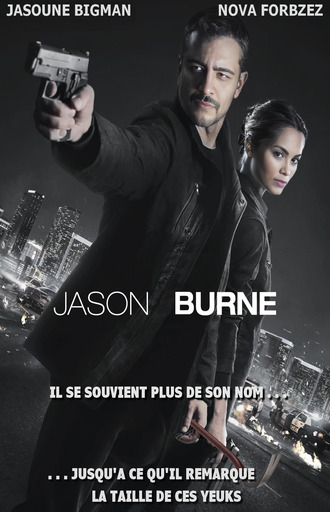 JASOUNE BIGMAN NOVA FORBZEZ
JASON BURNE
IL SE SOUVIENT PLUS DE SON NOM . . .
. . . JUSQU'A CE QU'IL REMARQUE
LA TAILLE DE CES YEUKS